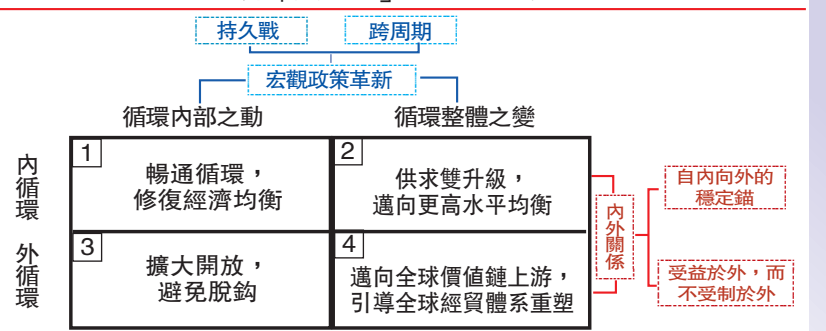 持久戰
跨周期
宏觀政策革新
循環內部之動
循環整體之變
內循環
外循環
1
暢通循環，
修復經濟均衡
2
供求雙升級，
邁向更高水平均衡
3
擴大開放，
避免脫鈎
4
邁向全球價值鏈上游，
引導全球經貿體系重塑
內外關係
自內向外的
穩定錨
受益於外，而
不受制於外